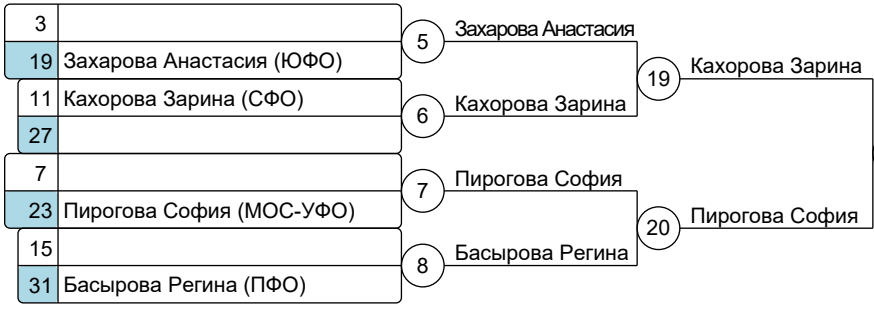 3
19 Захарова Анастасия (ЮФО)
11 Кахорова Зарина (СФО)
27
7
23 Пирогова София (МОС-УФО)
15
31 Басырова Регина (ПФО)
5
6
7
8
Захарова Анастасия
Кахорова Зарина
Пирогова София
Басырова Регина
19
20
Кахорова Зарина
Пирогова София